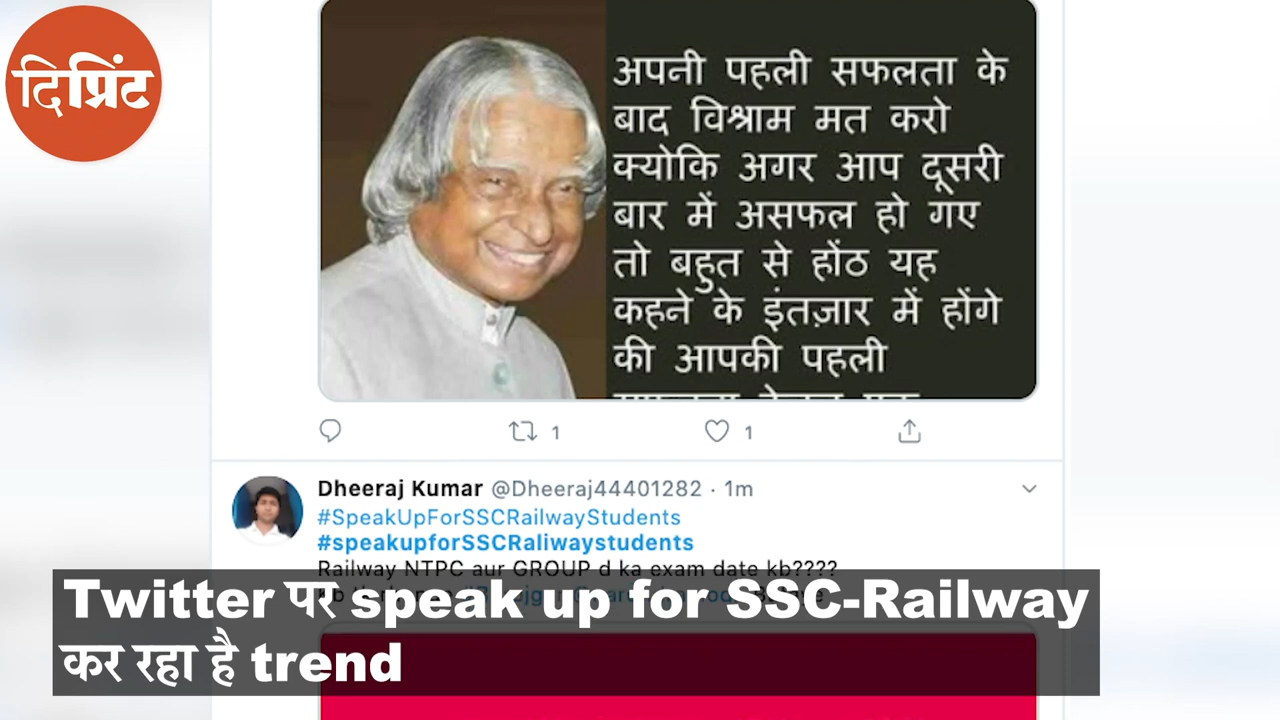 दिप्रिंट
अपनी पहली सफलता के
बाद विश्राम मत करो
क्योकि अगर आप दूसरी
बार में असफल हो गए
तो बहुत से होंठ यह
कहने के इंतज़ार में होंगे
की आपकी पहली
1 1
Dheeraj Kumar @Dheeraj44401282 · 1m
#SpeakUpForSSCRailwayStudents
#speakupforSSCRaliwaystudents
Railway NTPC aur GROUP d ka exam date kb????
Twitter पर speak up for SSC-Railway
कर रहा है trend